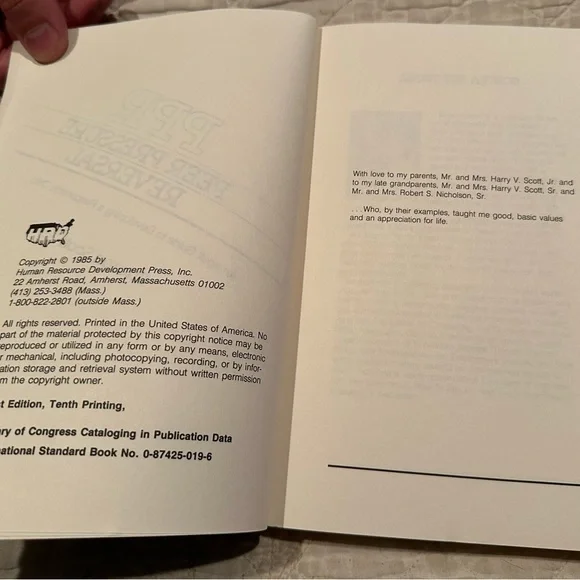 HRD
Copyright © 1985 by
Human Resource Development Press, Inc.
22 Amherst Road, Amherst, Massachusetts 01002
(413) 253-3488 (Mass.)
1-800-822-2801 (outside Mass.)
All rights reserved. Printed in the United States of America. No
part of the material protected by this copyright notice may be
eproduced or utilized in any form or by any means, electronic
r mechanical, including photocopying, recording, or by infor-
ation storage and retrieval system without written permission
m the copyright owner.
t Edition, Tenth Printing,
ary of Congress Cataloging in Publication Data
national Standard Book No. 0-87425-019-6
With love to my parents, Mr. and Mrs. Harry V. Scott, Jr. and
to my late grandparents, Mr. and Mrs. Harry V. Scott, Sr. and
Mr. and Mrs. Robert S. Nicholson, Sr.
. . . Who, by their examples, taught me good, basic values
and an appreciation for life.